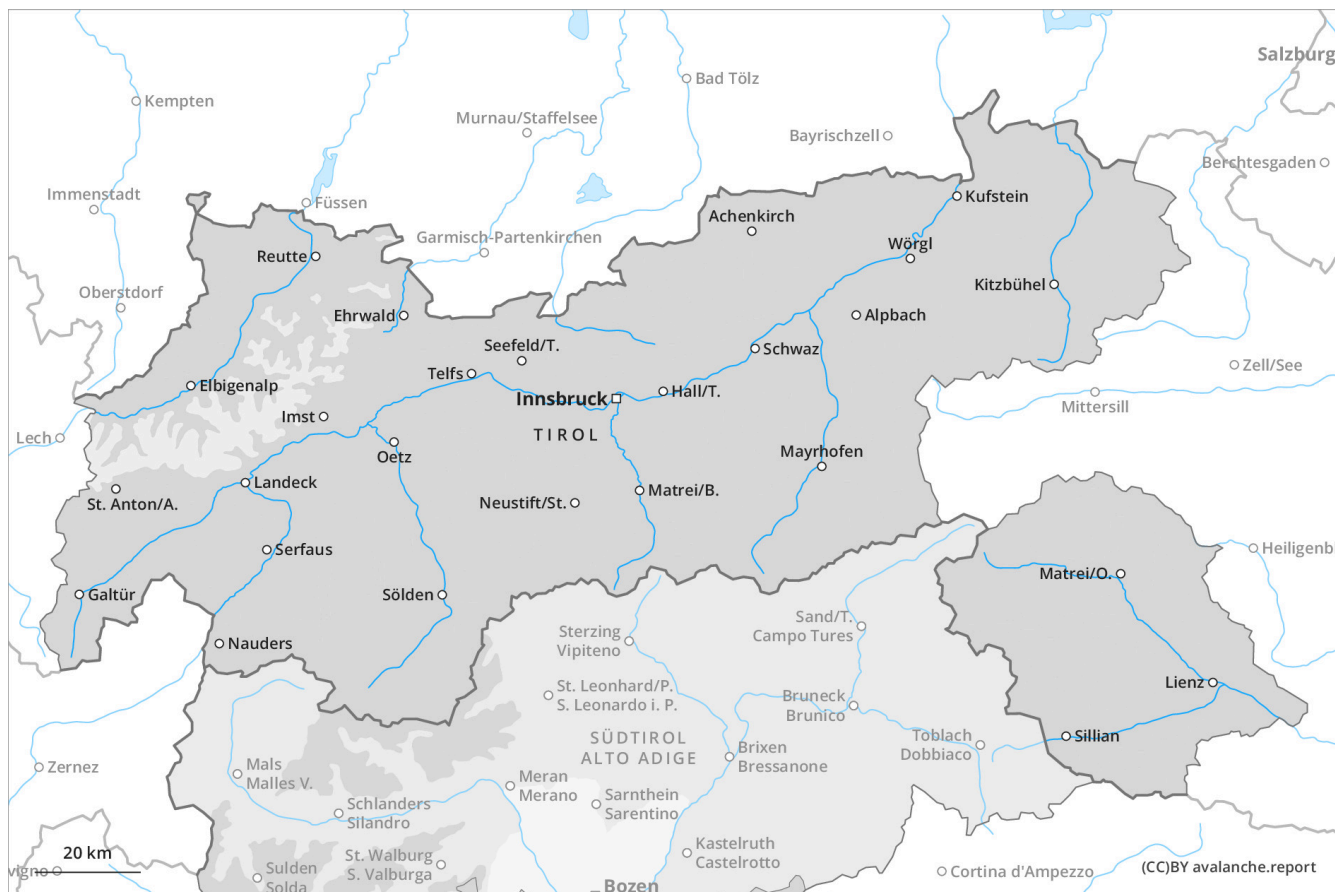 Salzburg
Bad Tölz
Kempten
Murnau/Staffelsee
Bayrischzell
Berchtesgaden
Immenstadt
Füssen
Kufstein
Achenkirch
Garmisch-Partenkirchen
Wörgl
Reutte
Kitzbühel
Oberstdorf
Ehrwald
Alpbach
Seefeld/T.
Schwaz
Zell/See
Telfs
Elbigenalp
Hall/T.
Innsbruck
Mittersill
Imst
Lech
TIROL
Oetz
Mayrhofen
Landeck
St. Anton/A.
Neustift/St.
Matrei/B.
Serfaus
Heiligenb
Matrei/O.
Galtür
Sölden
Sand/T.
Campo Tures
Sterzing
Vipiteno
Nauders
Lienz
St. Leonhard/P.
S. Leonardo i. P.
Bruneck
Brunico
Sillian
SÜDTIROL
ALTO ADIGE
Toblach
Dobbiaco
Brixen
Bressanone
Zernez
Mals
Malles V.
Meran
Merano
Sarnthein
Sarentino
Schlanders
Silandro
Kastelruth
Castelrotto
20 km
St. Walburg
S. Valburga
vigno
Sulden
Solda
Cortina d'Ampezzo
(CC)BY avalanche.report
Bozen